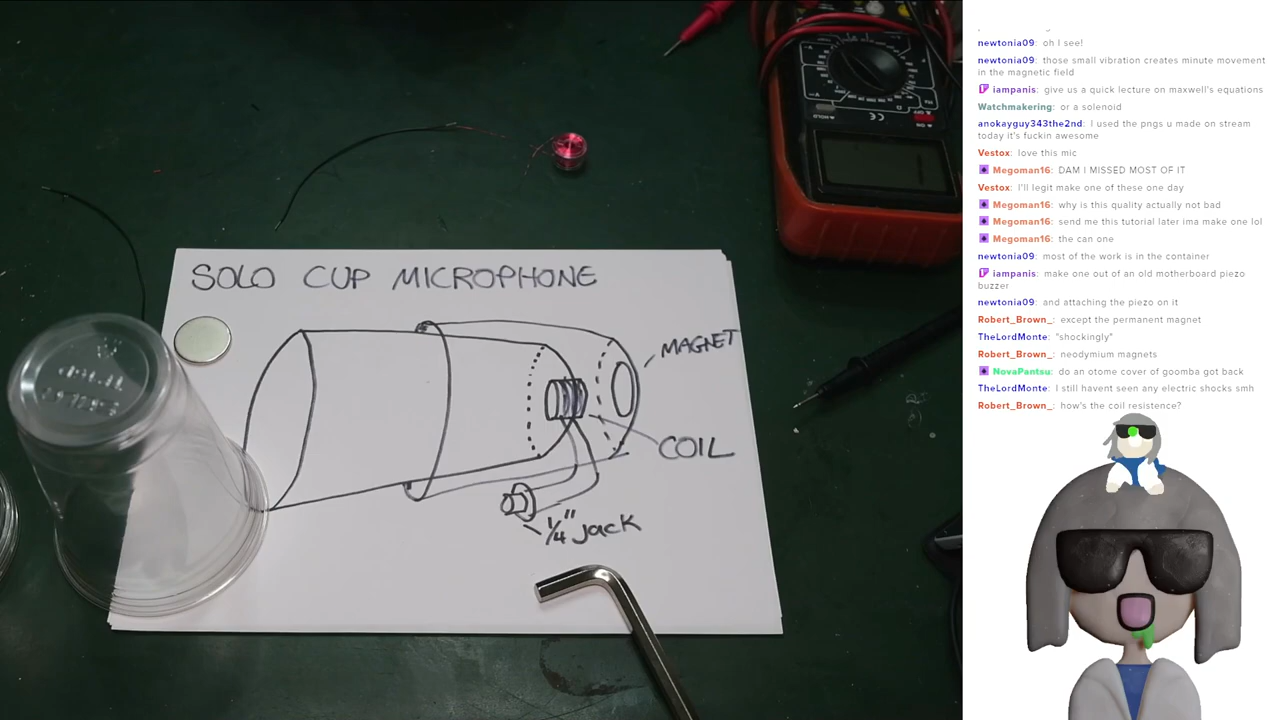 SOLO CUP MICROPHONE
MAGNET
COIL
1/4" Jack
HOLD
CE
newtonia09: oh I see!
newtonia09: those small vibration creates minute movement
in the magnetic field
iampanis: give us a quick lecture on maxwell's equations
Watchmakering: or a solenoid
anokayguy343the2nd: I used the pngs u made on stream
today it's fuckin awesome
Vestox: love this mic
Megoman16: DAM I MISSED MOST OF IT
Vestox: I'll legit make one of these one day
Megoman16: why is this quality actually not bad
Megoman16: send me this tutorial later ima make one lol
Megoman16: the can one
newtonia09: most of the work is in the container
iampanis: make one out of an old motherboard piezo
buzzer
newtonia09: and attaching the piezo on it
Robert_Brown_: except the permanent magnet
TheLordMonte: "shockingly"
Robert_Brown_: neodymium magnets
NovaPantsu: do an otome cover of goomba got back
TheLordMonte: I still havent seen any electric shocks smh
Robert_Brown_: how's the coil resistence?